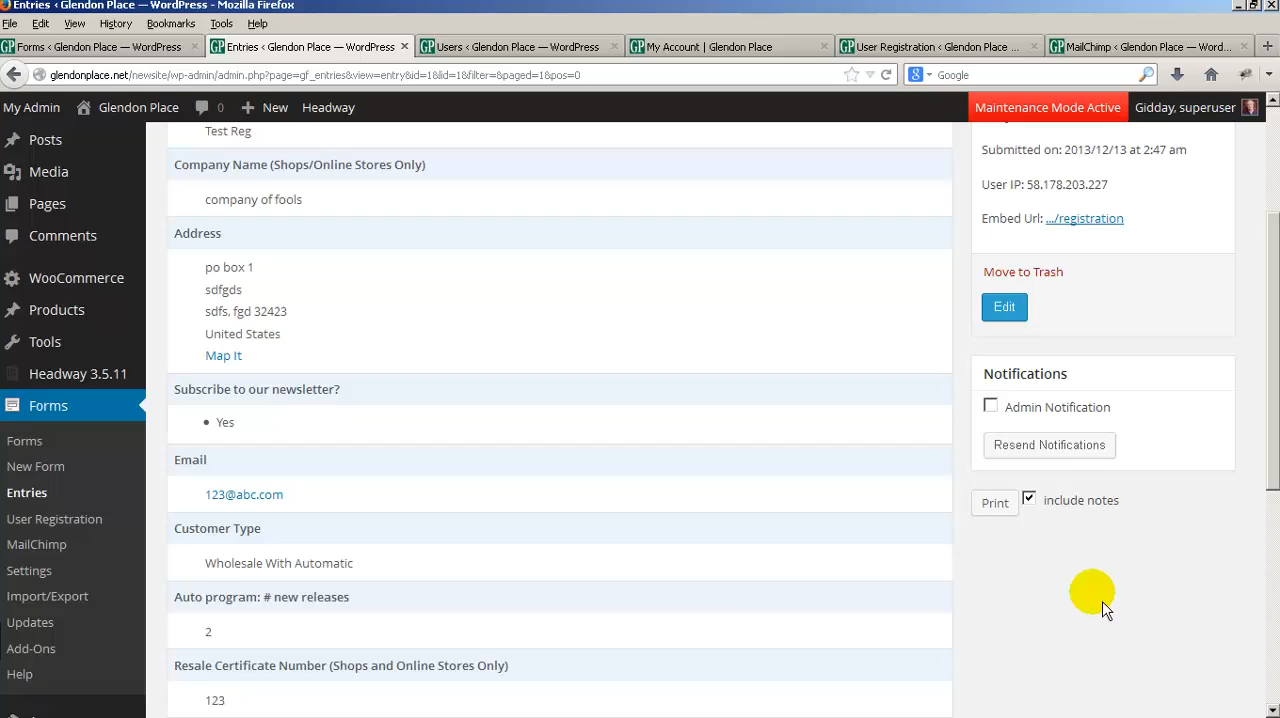 Entries ‹ Glendon Place — WordPress - Mozilla Firefox
File Edit View History Bookmarks Tools Help
Forms ‹ Glendon Place — WordPress × Entries ‹ Glendon Place — WordPress × Users ‹ Glendon Place — WordPress × My Account | Glendon Place × User Registration ‹ Glendon Place ... × MailChimp ‹ Glendon Place — Word... ×
glendonplace.net/newsite/wp-admin/admin.php?page=gf_entries&view=entry&id=1&lid=1&filter=&paged=1&pos=0 Google
My Admin Glendon Place 0 New Headway Maintenance Mode Active Gidday, superuser
Posts
Media
Pages
Comments
WooCommerce
Products
Tools
Headway 3.5.11
Forms
Forms
New Form
Entries
User Registration
MailChimp
Settings
Import/Export
Updates
Add-Ons
Help
Test Reg
Company Name (Shops/Online Stores Only)
company of fools
Address
po box 1
sdfgds
sdfs, fgd 32423
United States
Map It
Subscribe to our newsletter?
• Yes
Email
123@abc.com
Customer Type
Wholesale With Automatic
Auto program: # new releases
2
Resale Certificate Number (Shops and Online Stores Only)
123
Submitted on: 2013/12/13 at 2:47 am
User IP: 58.178.203.227
Embed Url: .../registration
Move to Trash
Edit
Notifications
Admin Notification
Resend Notifications
Print include notes